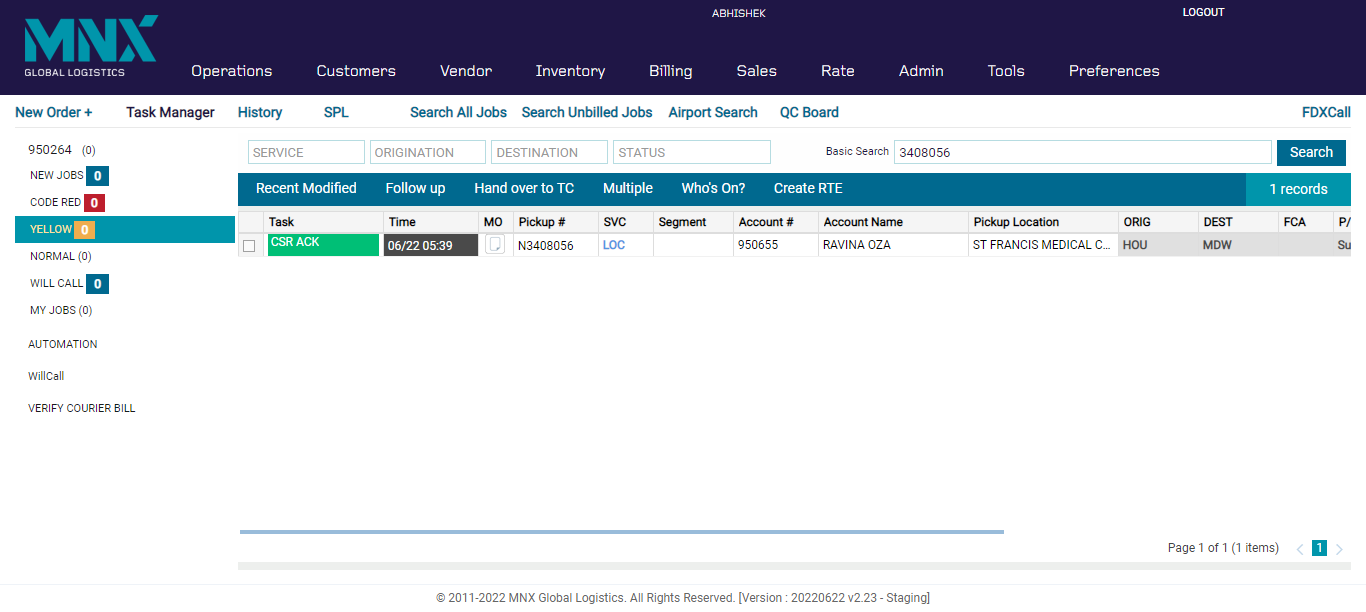 ABHISHEK
LOGOUT
MNX
GLOBAL LOGISTICS
Operations Customers Vendor Inventory Billing Sales Rate Admin Tools Preferences
New Order + Task Manager History SPL Search All Jobs Search Unbilled Jobs Airport Search QC Board FDXCall
950264 (0)
SERVICE ORIGINATION DESTINATION STATUS Basic Search 3408056 Search
NEW JOBS 0
CODE RED 0
YELLOW 0
NORMAL (0)
WILL CALL 0
MY JOBS (0)
AUTOMATION
WillCall
VERIFY COURIER BILL
Recent Modified Follow up Hand over to TC Multiple Who's On? Create RTE 1 records
Task Time MO Pickup # SVC Segment Account # Account Name Pickup Location ORIG DEST FCA P/
CSR ACK 06/22 05:39 N3408056 LOC 950655 RAVINA OZA ST FRANCIS MEDICAL C... HOU MDW Su
Page 1 of 1 (1 items) 1
© 2011-2022 MNX Global Logistics. All Rights Reserved. [Version : 20220622 v2.23 - Staging]